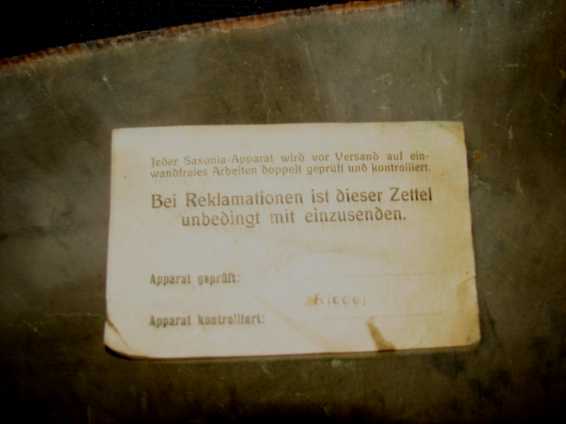 Jeder Saxonia-Apparat wird vor Versand auf ein-
wandfreies Arbeiten doppelt geprüft und kontrolliert.
Bei Reklamationen ist dieser Zettel
unbedingt mit einzusenden.
Apparat geprüft:
Apparat kontrolliert: